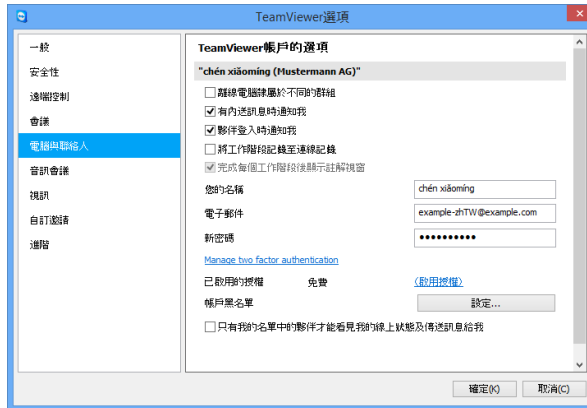 TeamViewer選項
一般
安全性
遠端控制
會議
電腦與聯絡人
音訊會議
視訊
自訂邀請
進階
TeamViewer帳戶的選項
"chén xiǎomíng (Mustermann AG)"
離線電腦隸屬於不同的群組
有內送訊息時通知我
夥伴登入時通知我
將工作階段記錄至連線記錄
完成每個工作階段後顯示註解視窗
您的名稱 chén xiǎomíng
電子郵件 example-zhTW@example.com
新密碼 ••••••••••
Manage two factor authentication
已啟用的授權 免費 (啟用授權)
帳戶黑名單 設定...
只有我的名單中的夥伴才能看見我的線上狀態及傳送訊息給我
確定(K) 取消(C)